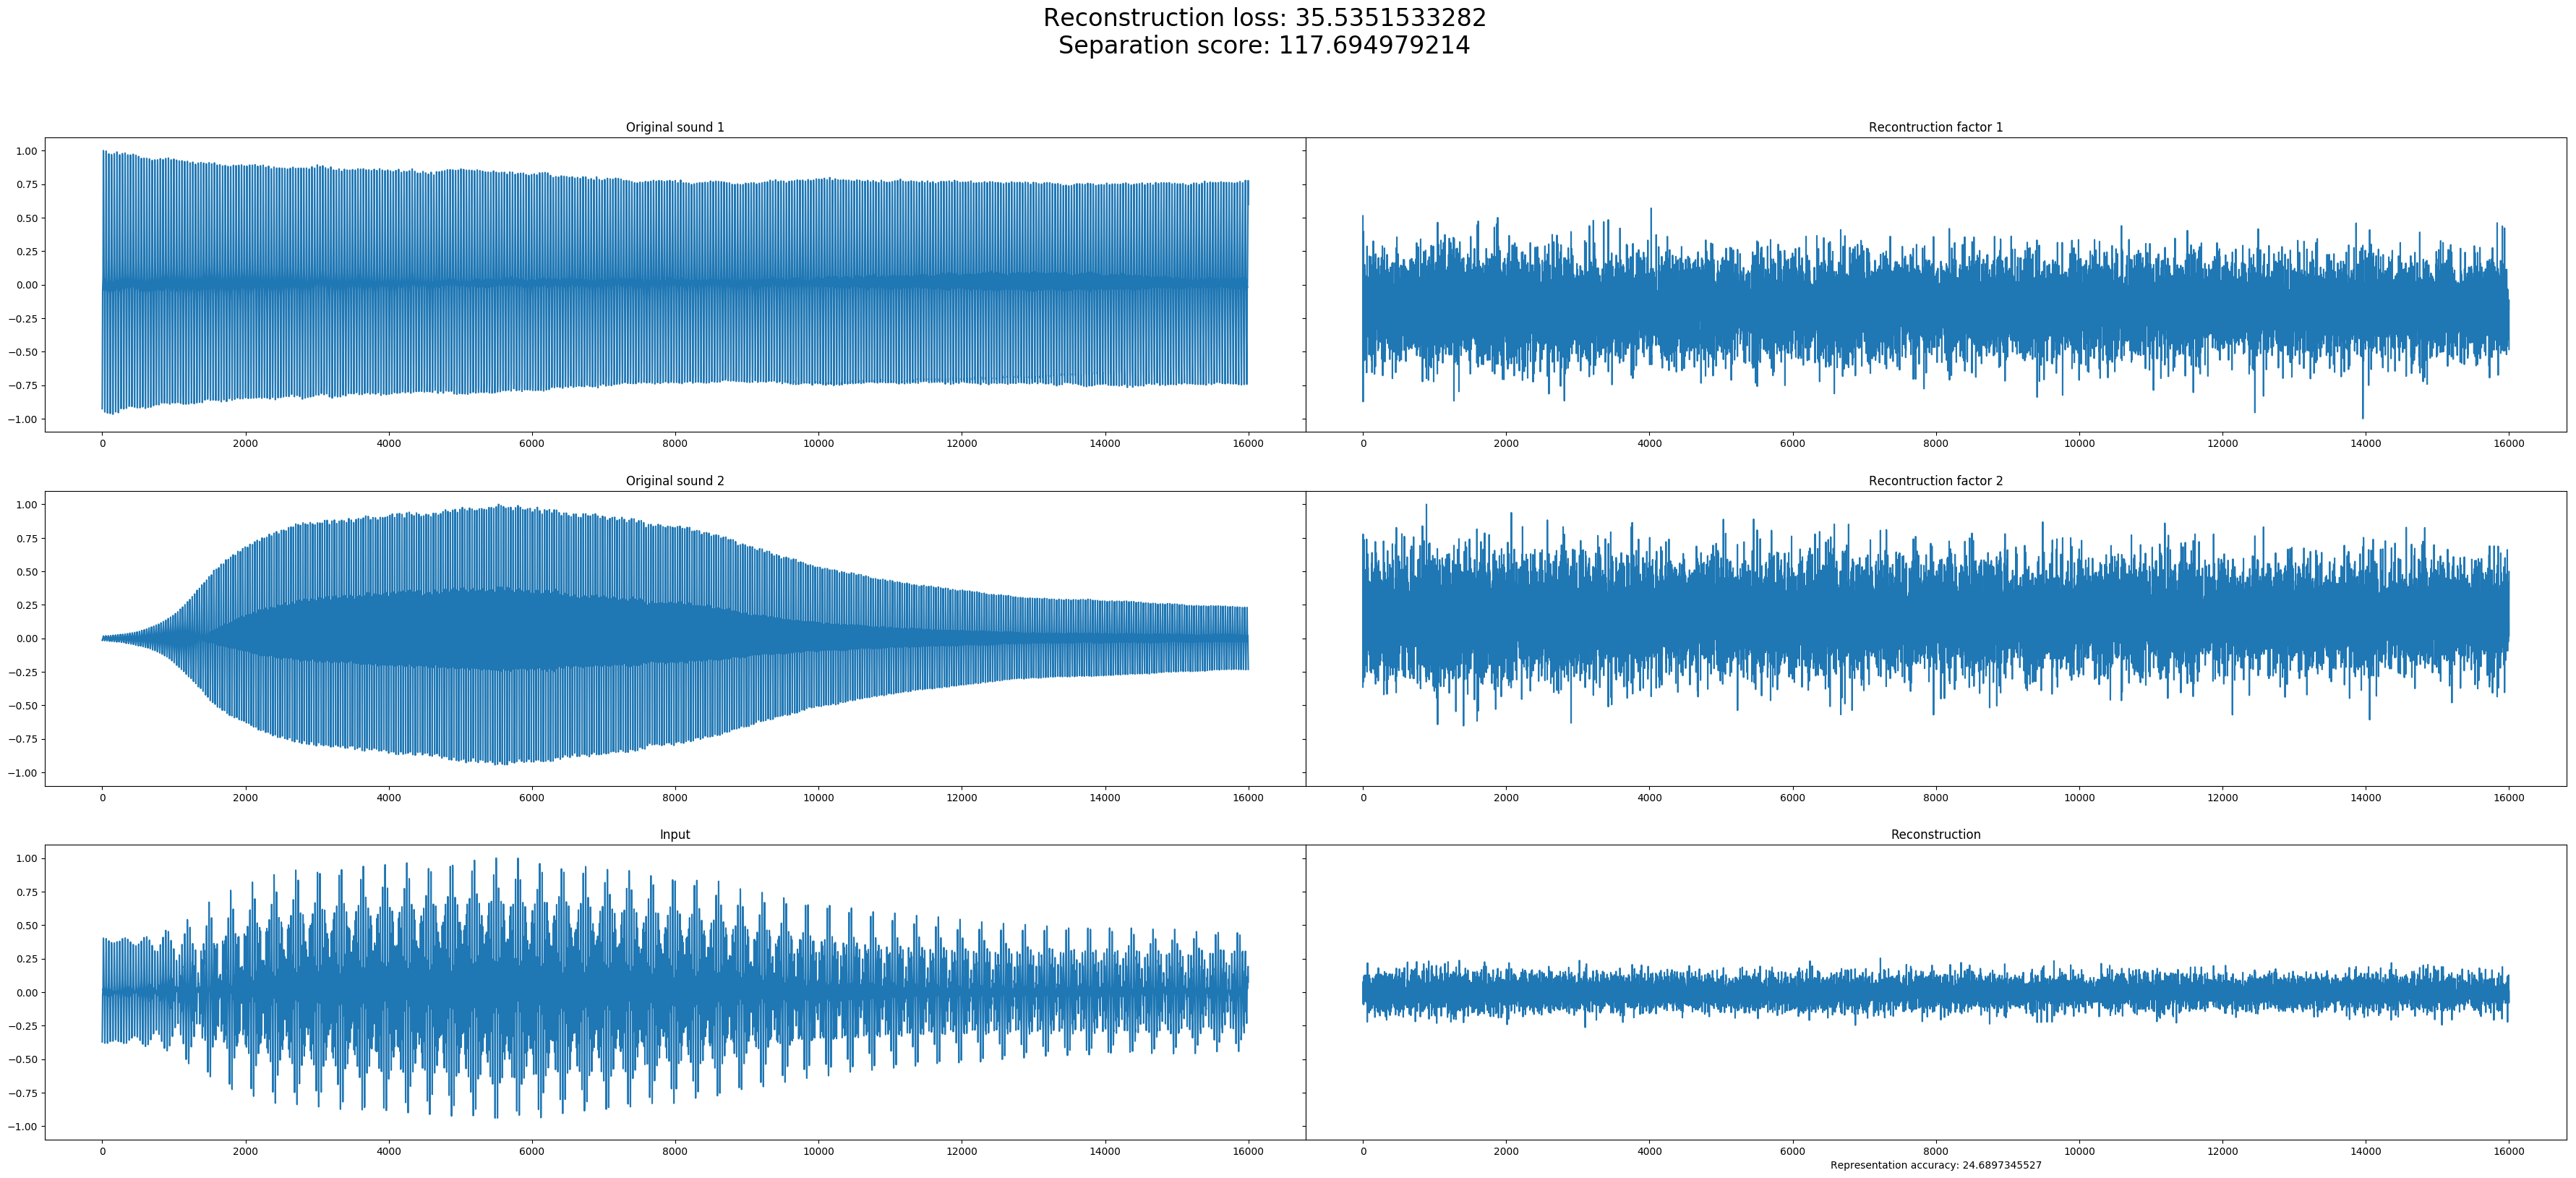 Reconstruction loss: 35.5351533282
Separation score: 117.694979214
Original sound 1
Recontruction factor 1
1.00
0.75
0.50
0.25
0.00
−0.25
−0.50
−0.75
−1.00
0 2000 4000 6000 8000 10000 12000 14000 16000
0 2000 4000 6000 8000 10000 12000 14000 16000
Original sound 2
Recontruction factor 2
1.00
0.75
0.50
0.25
0.00
−0.25
−0.50
−0.75
−1.00
0 2000 4000 6000 8000 10000 12000 14000 16000
0 2000 4000 6000 8000 10000 12000 14000 16000
Input
Reconstruction
1.00
0.75
0.50
0.25
0.00
−0.25
−0.50
−0.75
−1.00
0 2000 4000 6000 8000 10000 12000 14000 16000
0 2000 4000 6000 8000 10000 12000 14000 16000
Representation accuracy: 24.6897345527